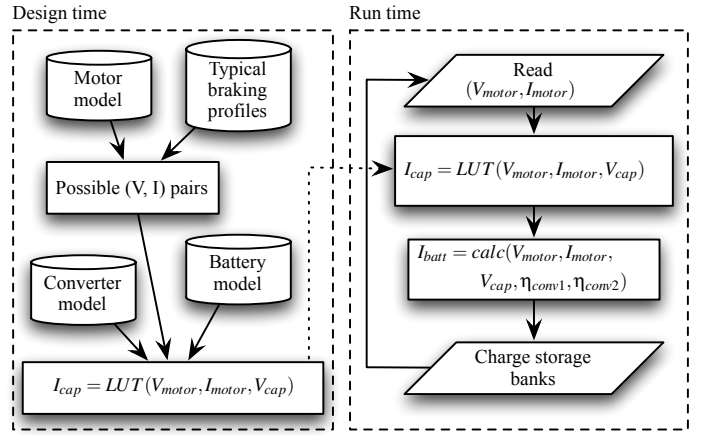 Design time
Motor
model
Typical
braking
profiles
Possible (V, I) pairs
Converter
model
Battery
model
I_cap = LUT(V_motor, I_motor, V_cap)
Run time
Read
(V_motor, I_motor)
I_cap = LUT(V_motor, I_motor, V_cap)
I_batt = calc(V_motor, I_motor,
V_cap, η_conv1, η_conv2)
Charge storage
banks